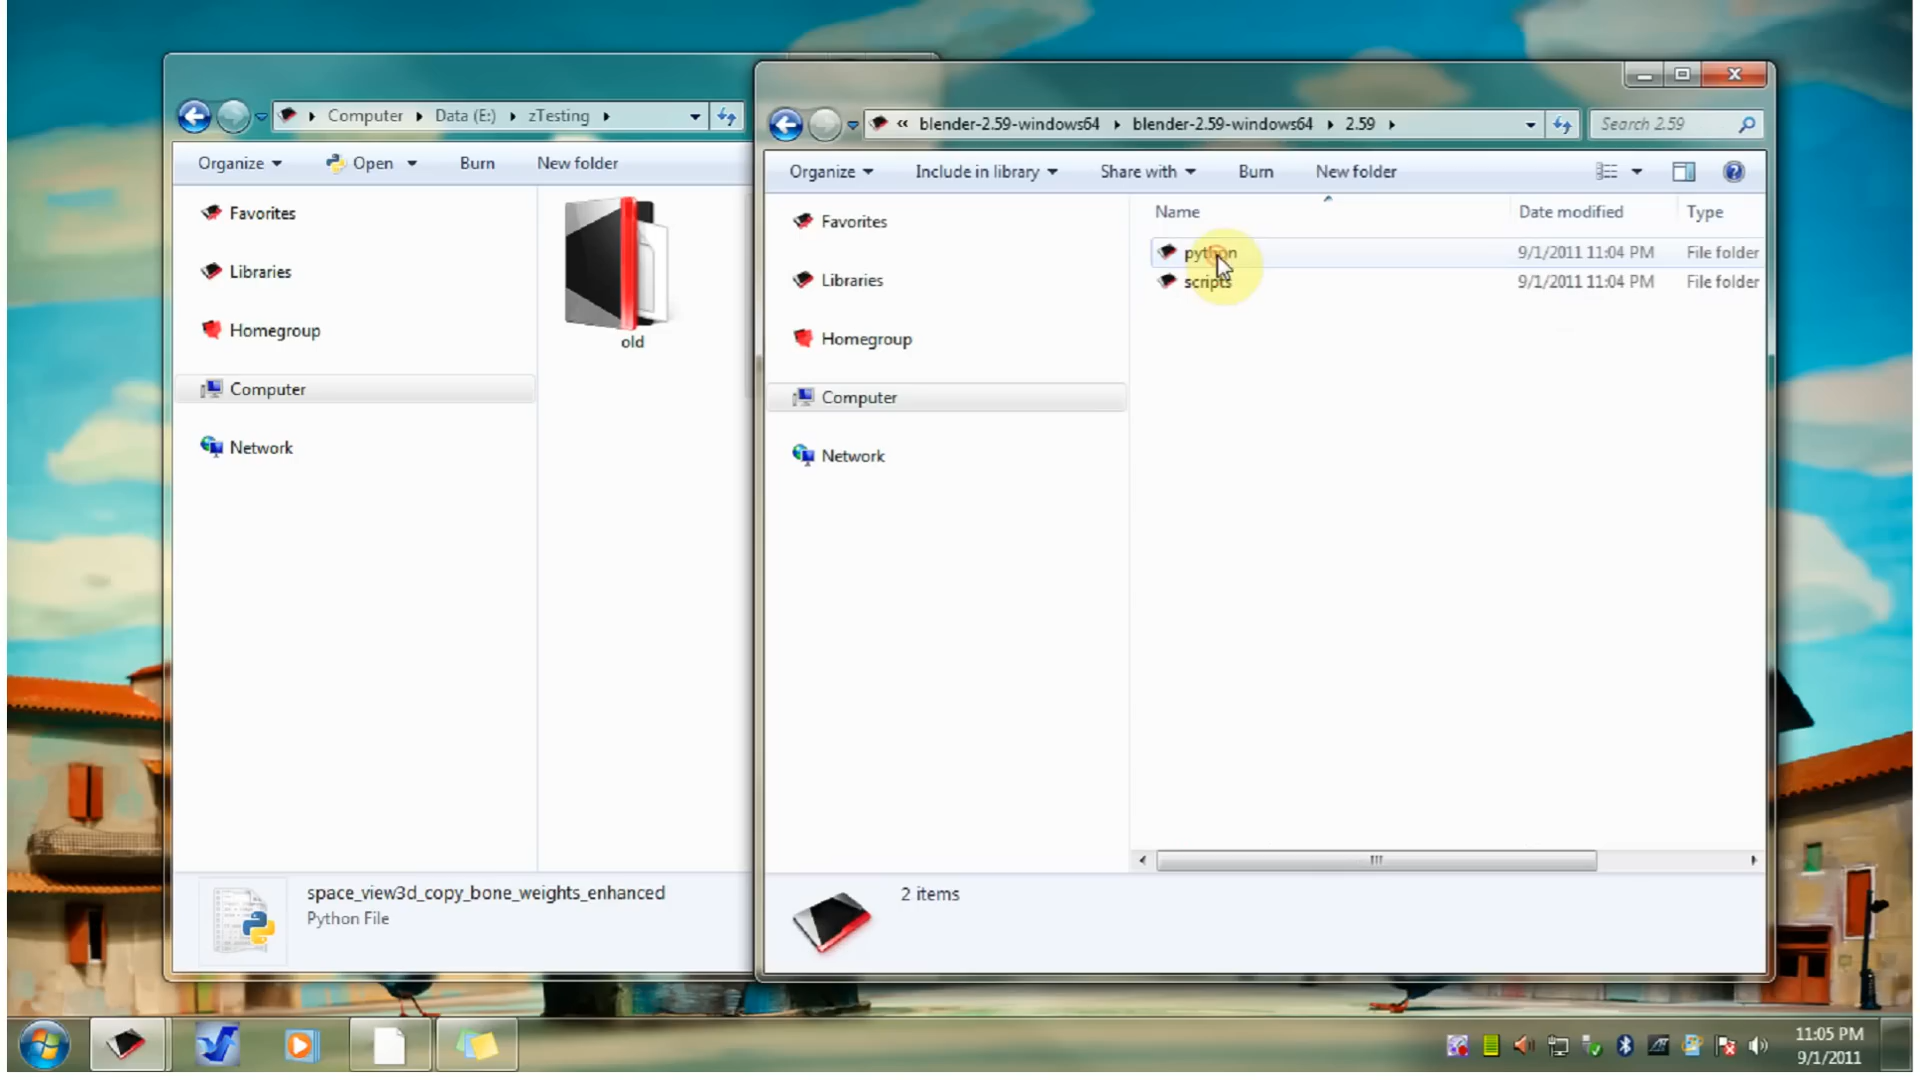 Computer Data (E:) zTesting
Organize Open Burn New folder
Favorites
Libraries
Homegroup
Computer
Network
old
space_view3d_copy_bone_weights_enhanced
Python File
« blender-2.59-windows64 blender-2.59-windows64 2.59
Search 2.59
Organize Include in library Share with Burn New folder
Favorites
Libraries
Homegroup
Computer
Network
Name Date modified Type
python 9/1/2011 11:04 PM File folder
scripts 9/1/2011 11:04 PM File folder
2 items
11:05 PM
9/1/2011